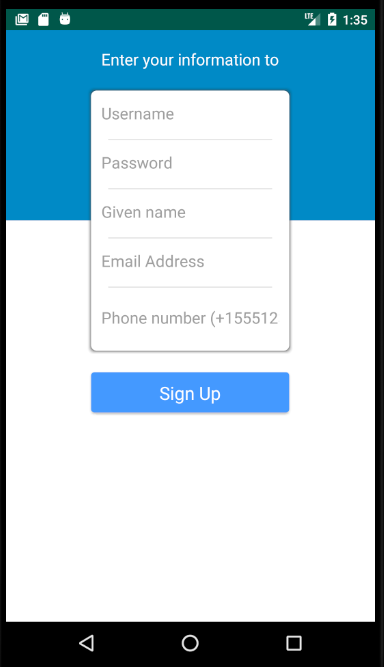 LTE 1:35
Enter your information to
Username
Password
Given name
Email Address
Phone number (+155512
Sign Up